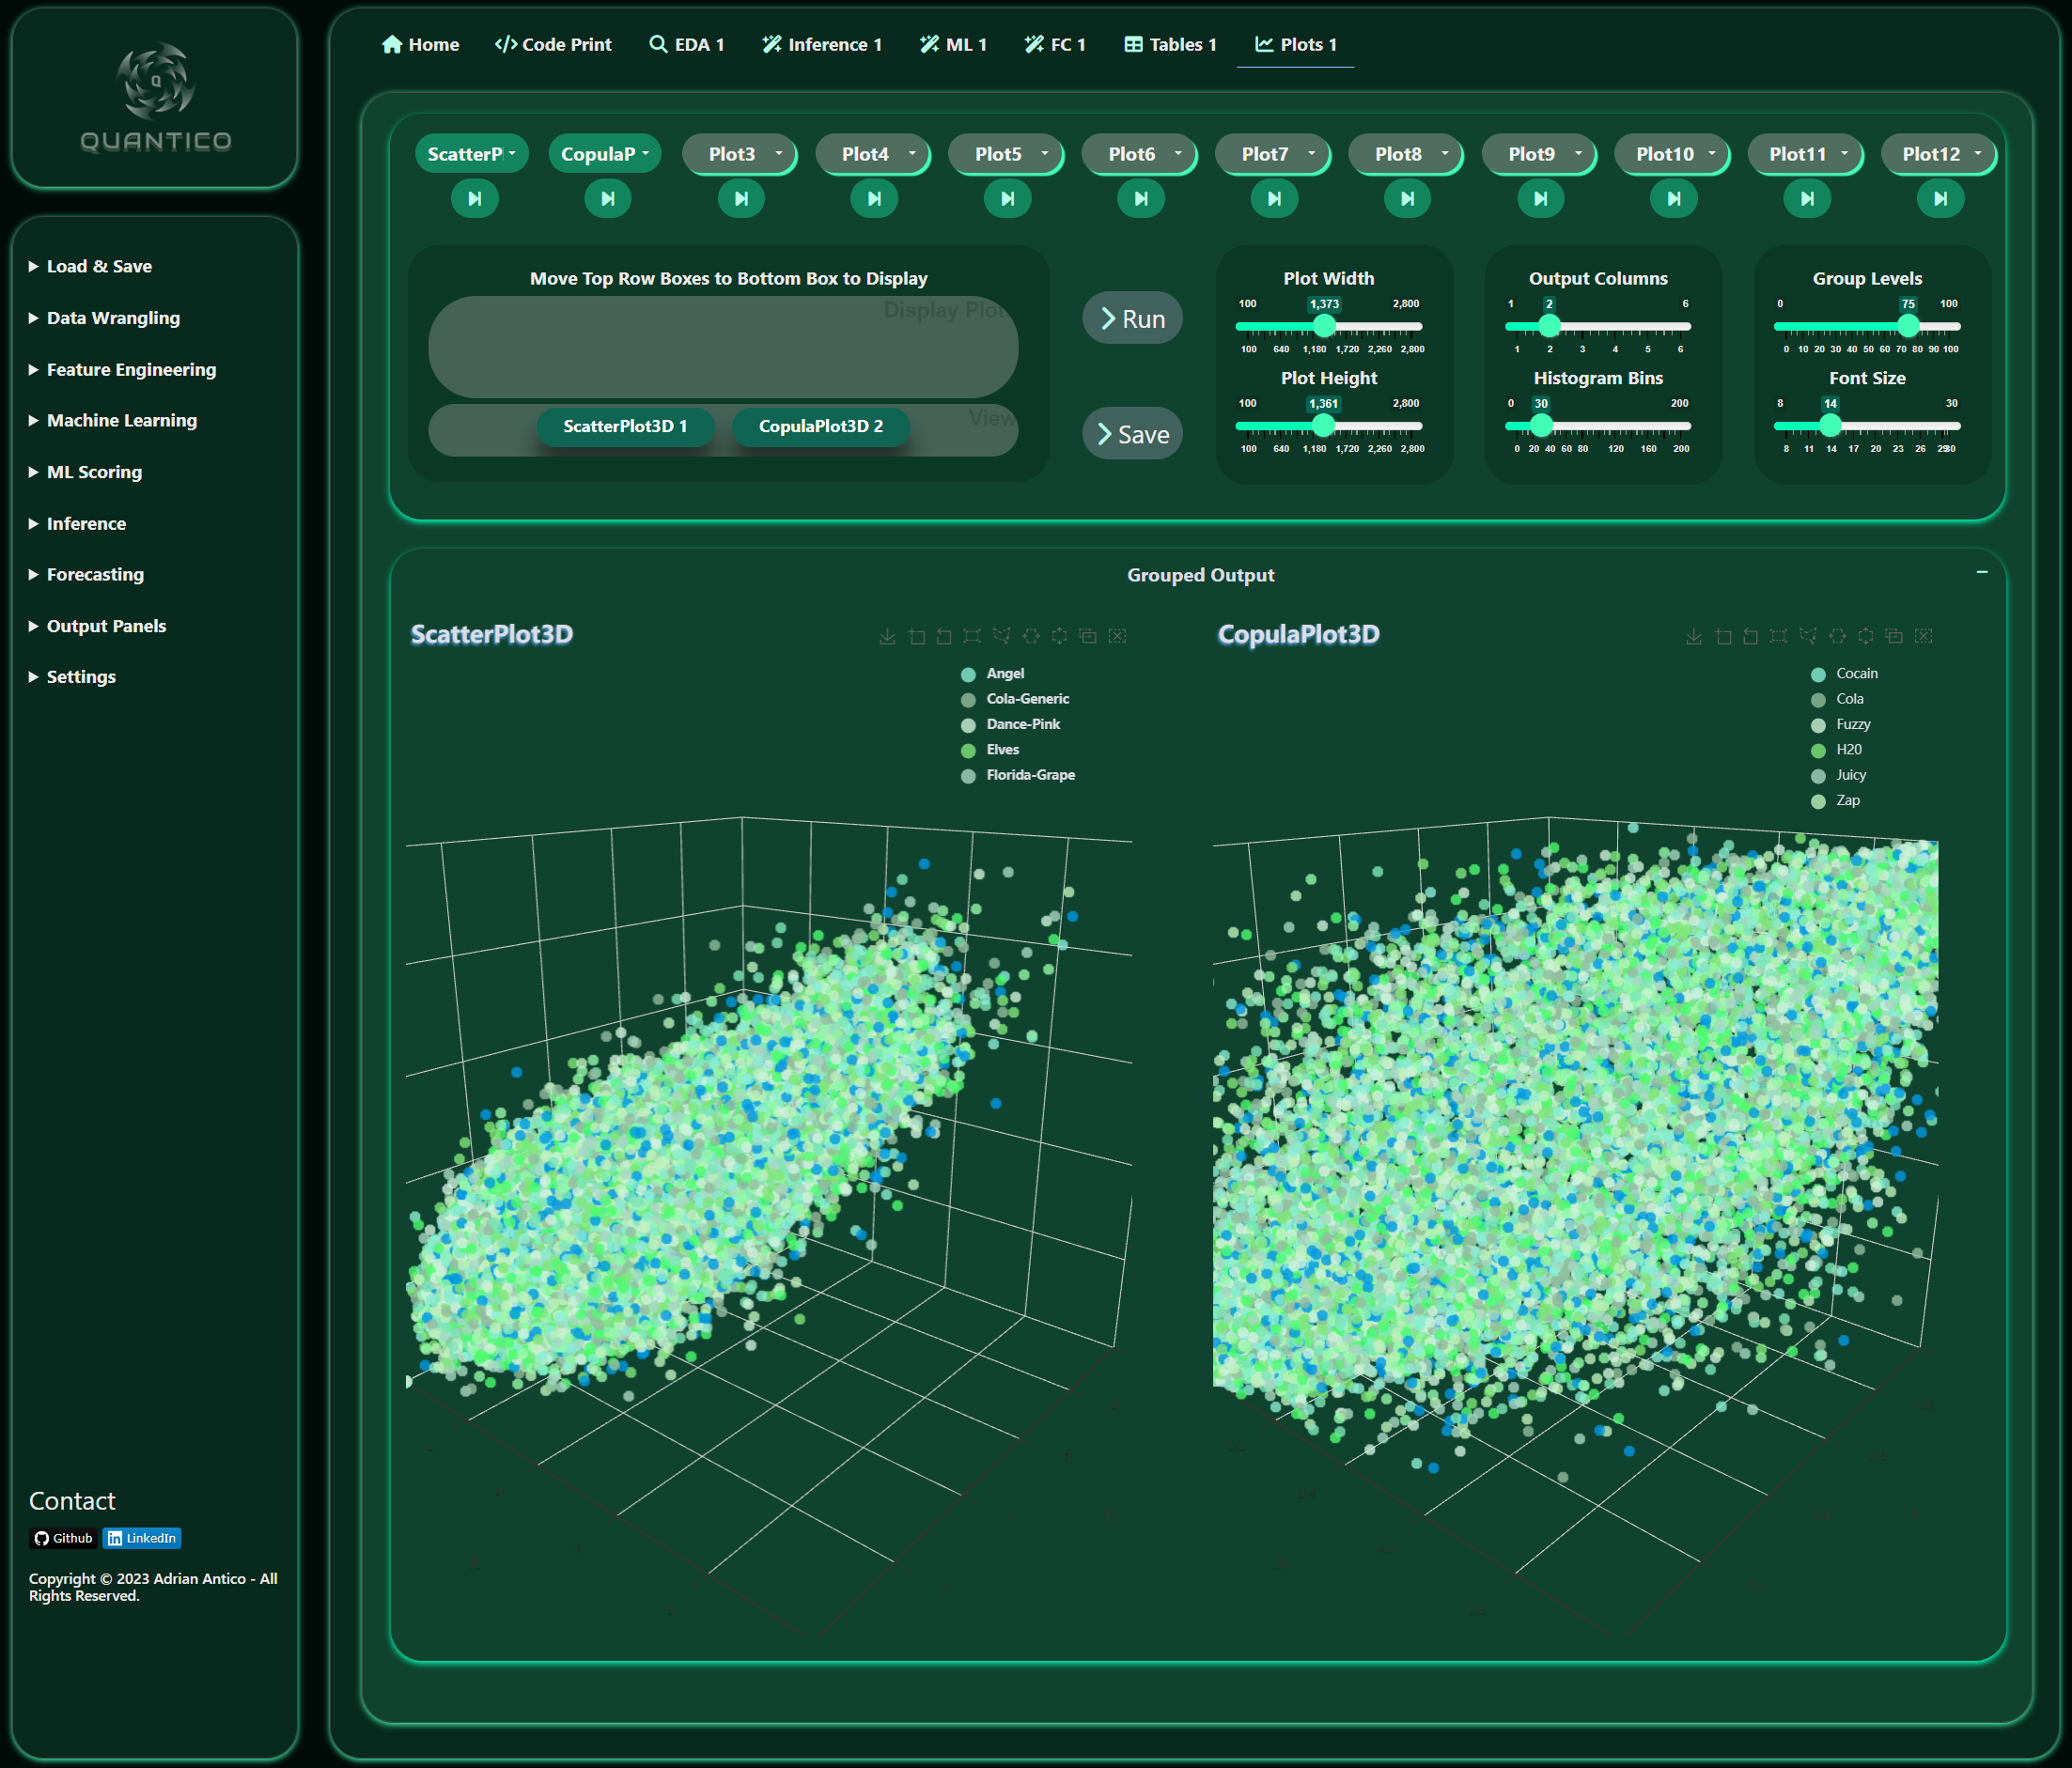 QUANTICO
Load & Save
Data Wrangling
Feature Engineering
Machine Learning
ML Scoring
Inference
Forecasting
Output Panels
Settings
Contact
Github LinkedIn
Copyright © 2023 Adrian Antico - All
Rights Reserved.
Home Code Print EDA 1 Inference 1 ML 1 FC 1 Tables 1 Plots 1
ScatterP CopulaP Plot3 Plot4 Plot5 Plot6 Plot7 Plot8 Plot9 Plot10 Plot11 Plot12
Move Top Row Boxes to Bottom Box to Display
Display Plot
View
ScatterPlot3D 1 CopulaPlot3D 2
Run
Save
Plot Width
100 1,373 2,800
100 640 1,180 1,720 2,260 2,800
Plot Height
100 1,361 2,800
100 640 1,180 1,720 2,260 2,800
Output Columns
1 2 6
1 2 3 4 5 6
Histogram Bins
0 30 200
0 20 40 60 80 120 160 200
Group Levels
0 75 100
0 10 20 30 40 50 60 70 80 90 100
Font Size
8 14 30
8 11 14 17 20 23 26 29 30
Grouped Output
ScatterPlot3D
Angel
Cola-Generic
Dance-Pink
Elves
Florida-Grape
CopulaPlot3D
Cocain
Cola
Fuzzy
H20
Juicy
Zap